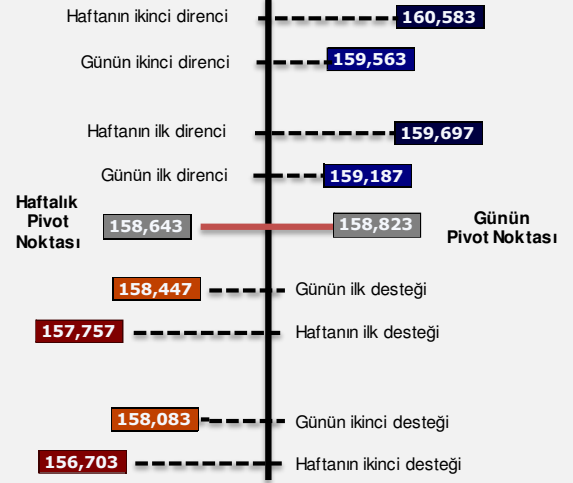 Haftanın ikinci direnci
160,583
Günün ikinci direnci
159,563
Haftanın ilk direnci
159,697
Günün ilk direnci
159,187
Haftalık
Pivot
Noktası
158,643
158,823
Günün
Pivot Noktası
158,447
Günün ilk desteği
157,757
Haftanın ilk desteği
158,083
Günün ikinci desteği
156,703
Haftanın ikinci desteği